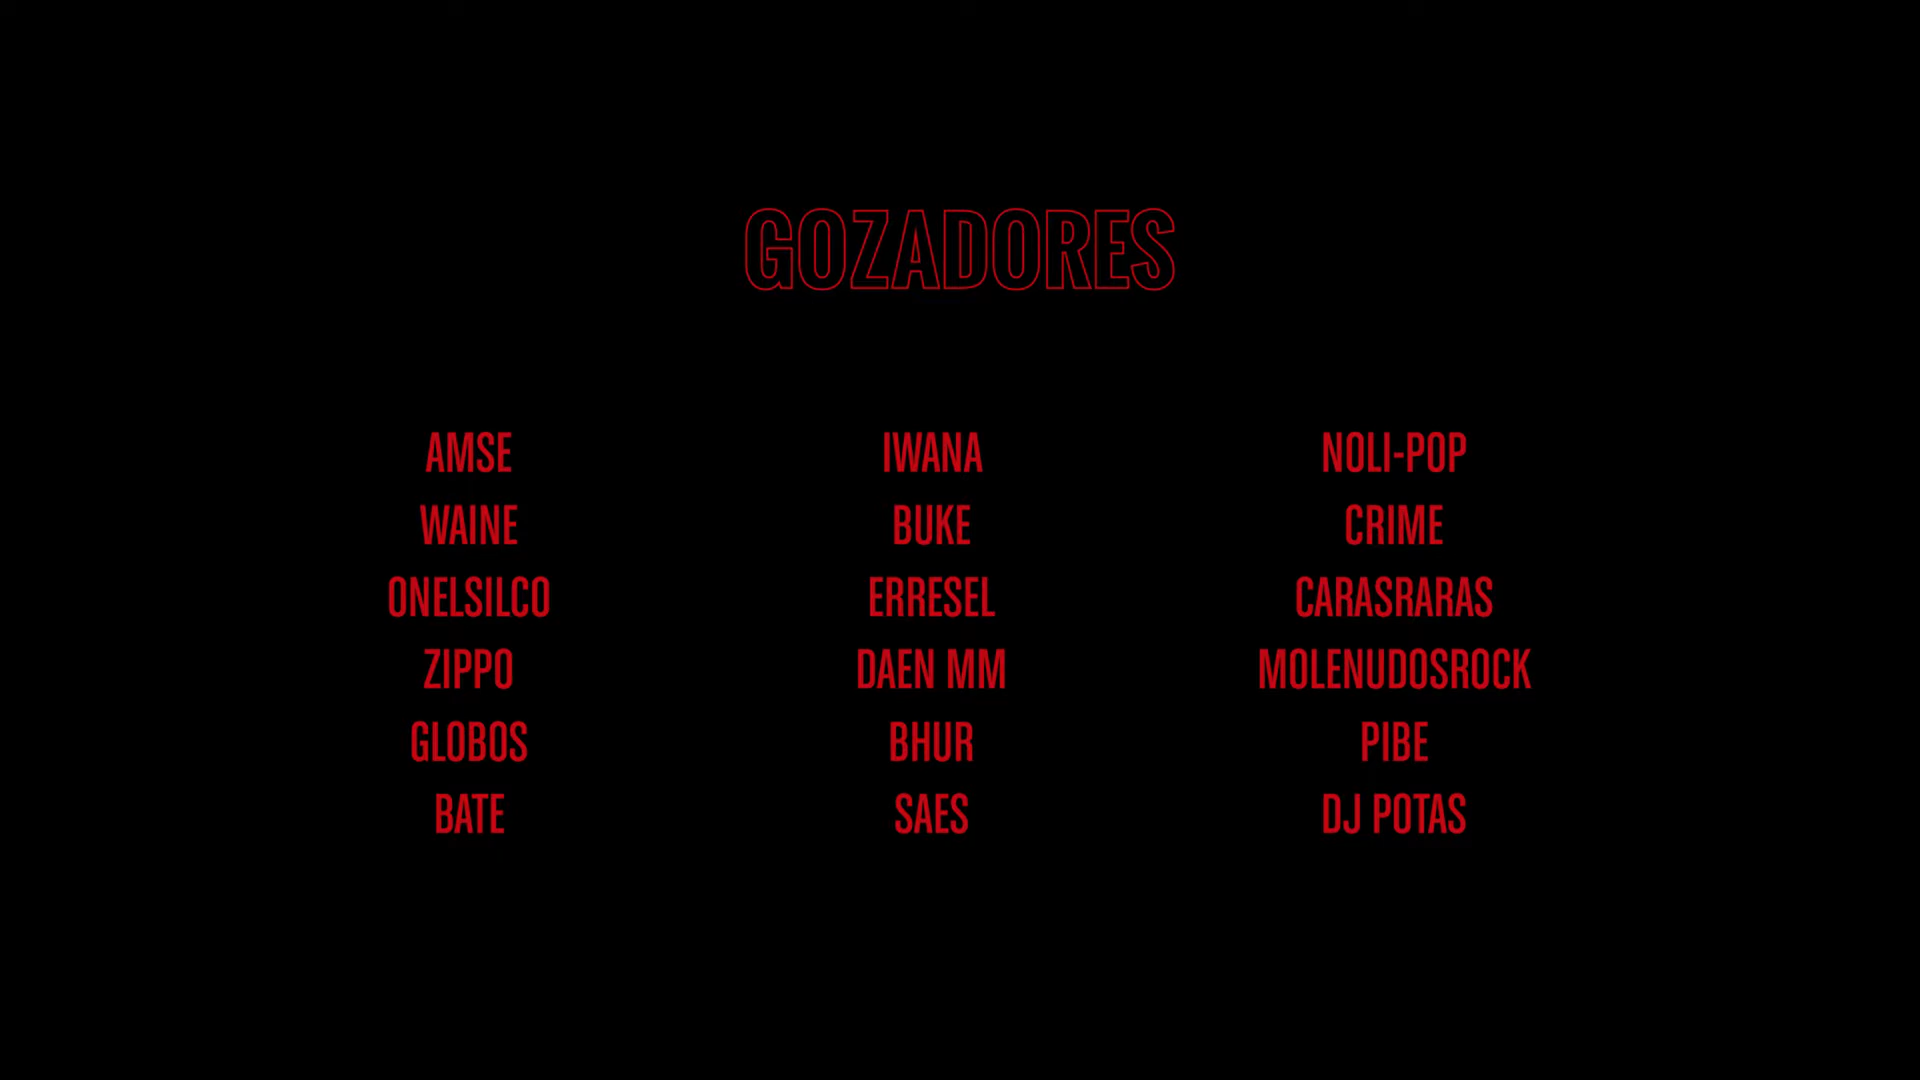 GOZADORES
AMSE
WAINE
ONELSILCO
ZIPPO
GLOBOS
BATE
IWANA
BUKE
ERRESEL
DAEN MM
BHUR
SAES
NOLI-POP
CRIME
CARASRARAS
MOLENUDOSROCK
PIBE
DJ POTAS